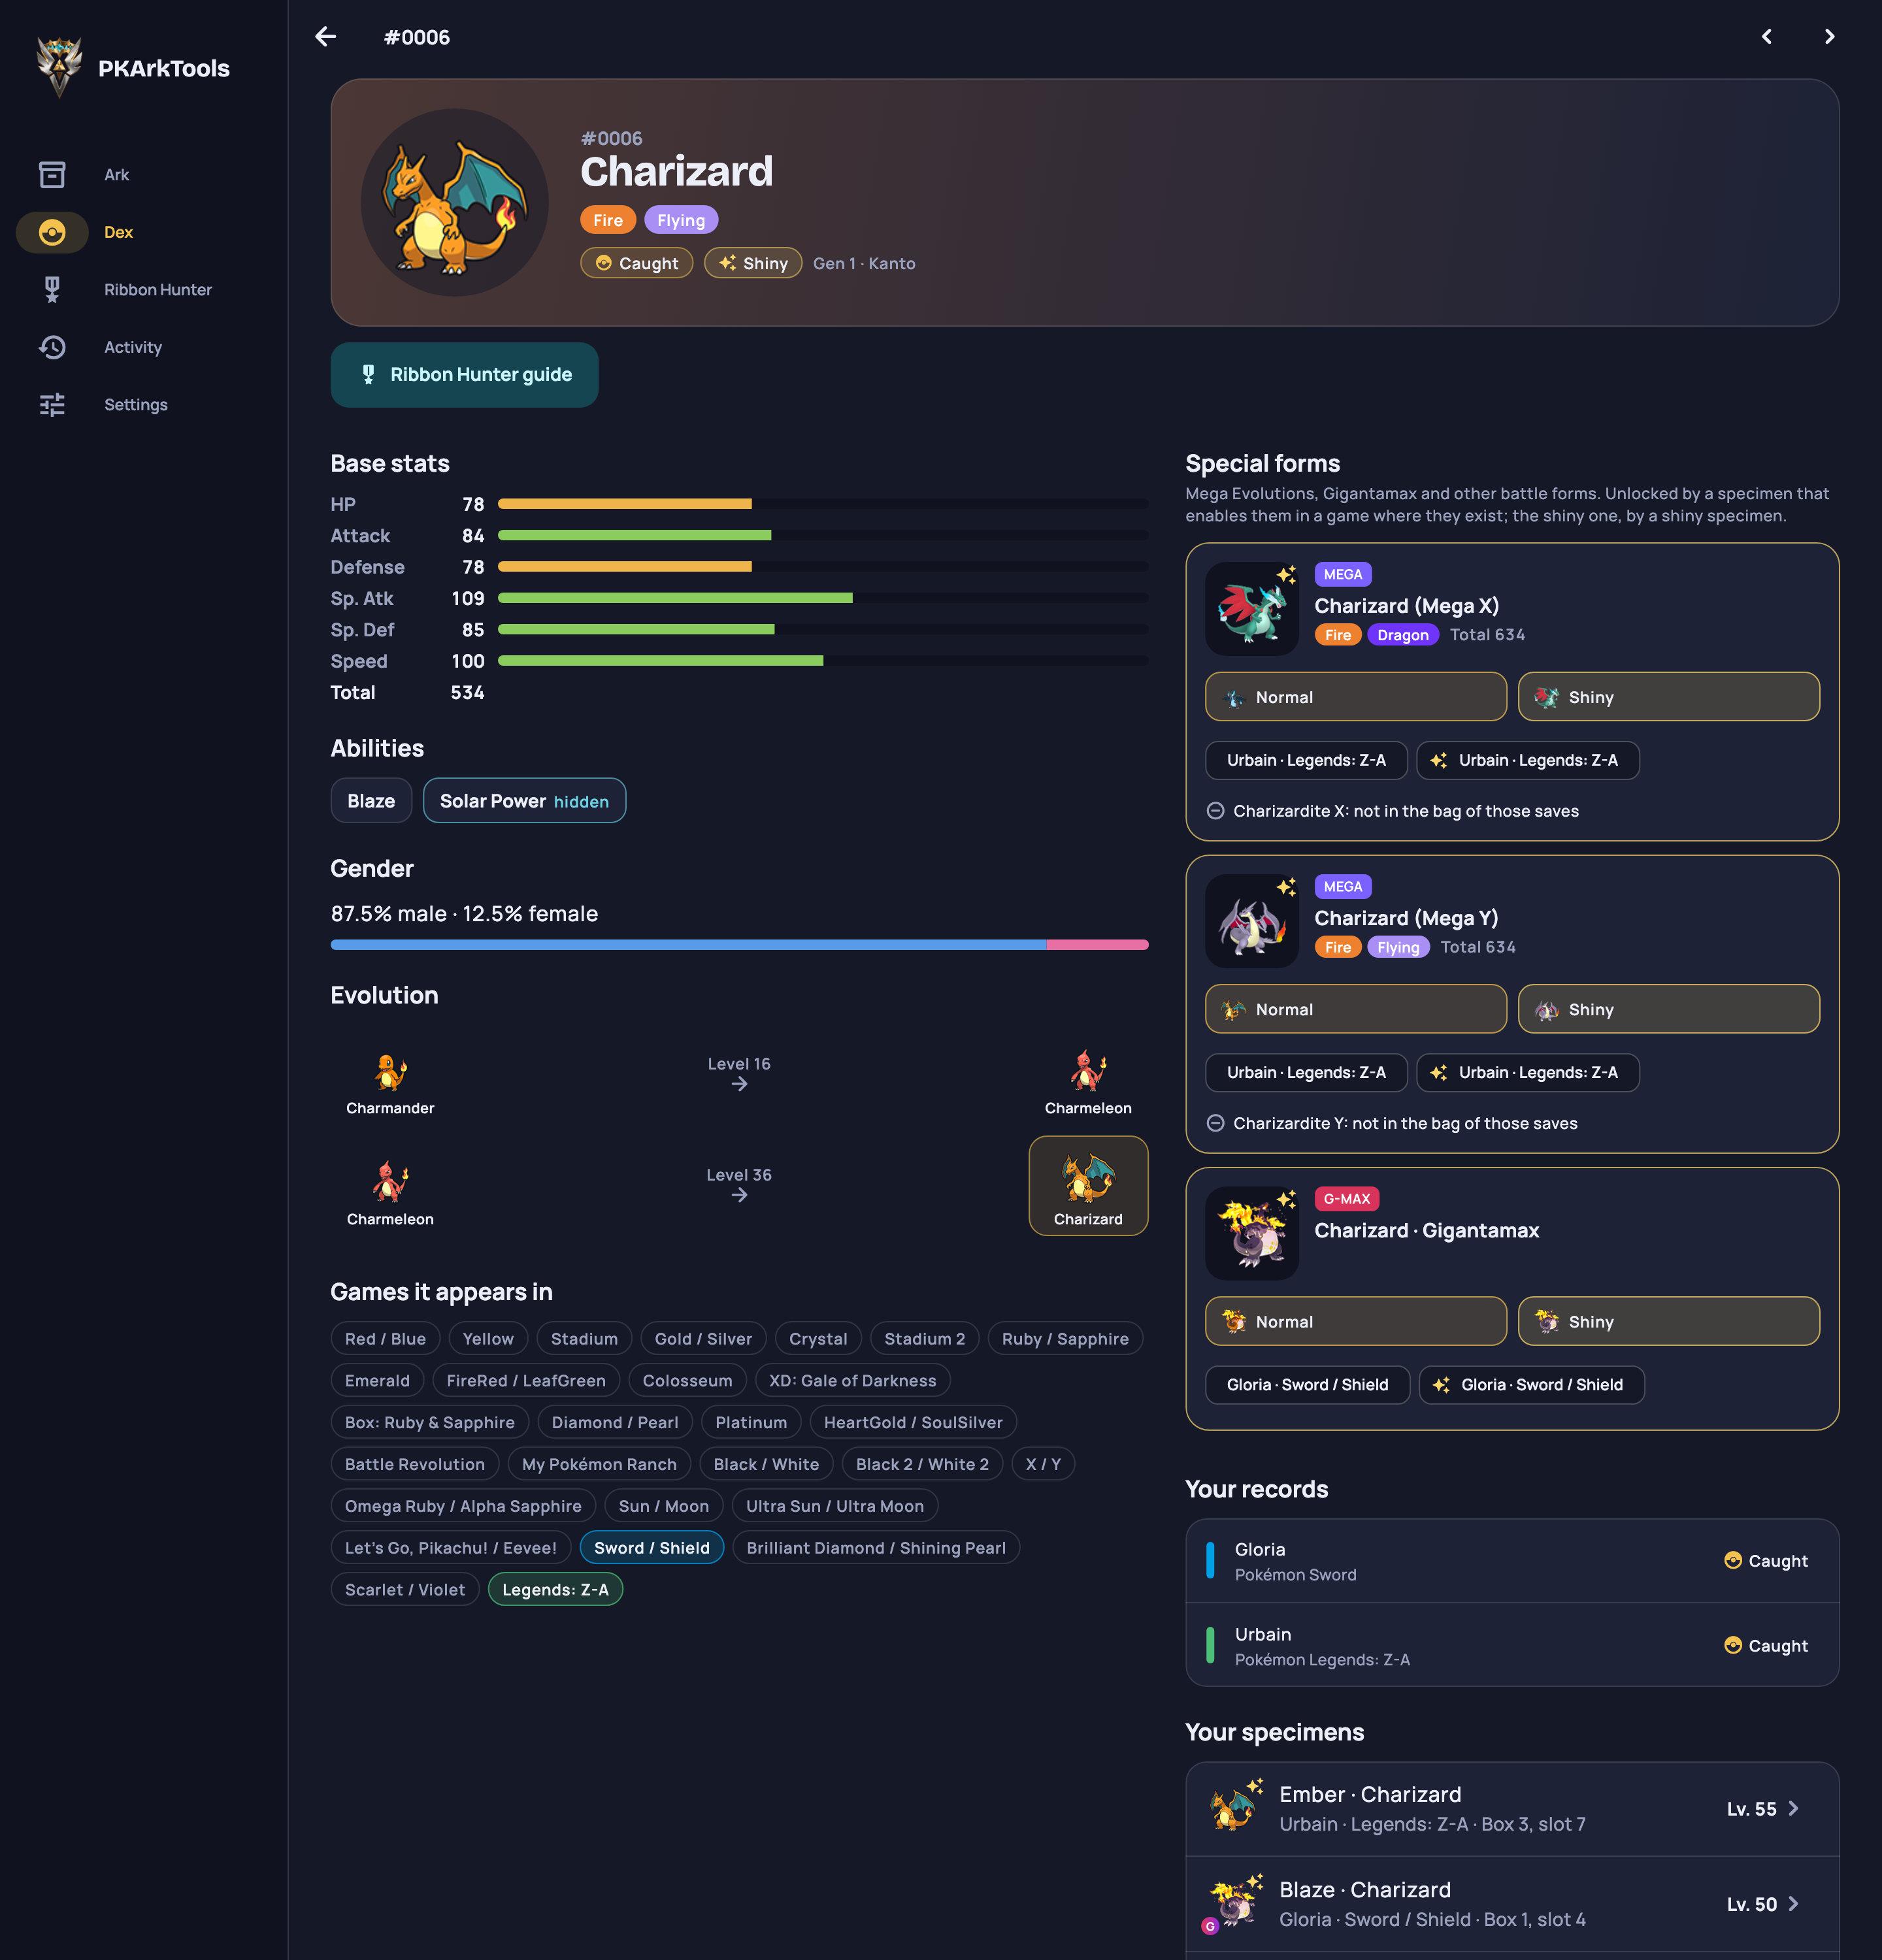 PKArkTools
Ark
Dex
Ribbon Hunter
Activity
Settings
#0006
#0006
Charizard
Fire
Flying
Caught
Shiny
Gen 1 · Kanto
Ribbon Hunter guide
Base stats
HP 78
Attack 84
Defense 78
Sp. Atk 109
Sp. Def 85
Speed 100
Total 534
Abilities
Blaze
Solar Power hidden
Gender
87.5% male · 12.5% female
Evolution
Level 16
Charmander
Charmeleon
Level 36
Charmeleon
Charizard
Games it appears in
Red / Blue
Yellow
Stadium
Gold / Silver
Crystal
Stadium 2
Ruby / Sapphire
Emerald
FireRed / LeafGreen
Colosseum
XD: Gale of Darkness
Box: Ruby & Sapphire
Diamond / Pearl
Platinum
HeartGold / SoulSilver
Battle Revolution
My Pokémon Ranch
Black / White
Black 2 / White 2
X / Y
Omega Ruby / Alpha Sapphire
Sun / Moon
Ultra Sun / Ultra Moon
Let's Go, Pikachu! / Eevee!
Sword / Shield
Brilliant Diamond / Shining Pearl
Scarlet / Violet
Legends: Z-A
Special forms
Mega Evolutions, Gigantamax and other battle forms. Unlocked by a specimen that
enables them in a game where they exist; the shiny one, by a shiny specimen.
MEGA
Charizard (Mega X)
Fire
Dragon
Total 634
Normal
Shiny
Urbain · Legends: Z-A
Urbain · Legends: Z-A
Charizardite X: not in the bag of those saves
MEGA
Charizard (Mega Y)
Fire
Flying
Total 634
Normal
Shiny
Urbain · Legends: Z-A
Urbain · Legends: Z-A
Charizardite Y: not in the bag of those saves
G-MAX
Charizard · Gigantamax
Normal
Shiny
Gloria · Sword / Shield
Gloria · Sword / Shield
Your records
Gloria
Pokémon Sword
Caught
Urbain
Pokémon Legends: Z-A
Caught
Your specimens
Ember · Charizard
Urbain · Legends: Z-A · Box 3, slot 7
Lv. 55
Blaze · Charizard
Gloria · Sword / Shield · Box 1, slot 4
Lv. 50
G